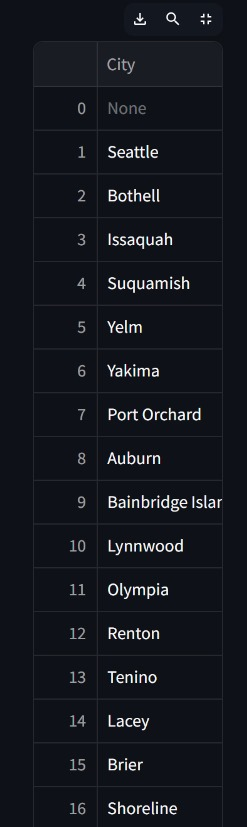 City
0 None
1 Seattle
2 Bothell
3 Issaquah
4 Suquamish
5 Yelm
6 Yakima
7 Port Orchard
8 Auburn
9 Bainbridge Islar
10 Lynnwood
11 Olympia
12 Renton
13 Tenino
14 Lacey
15 Brier
16 Shoreline